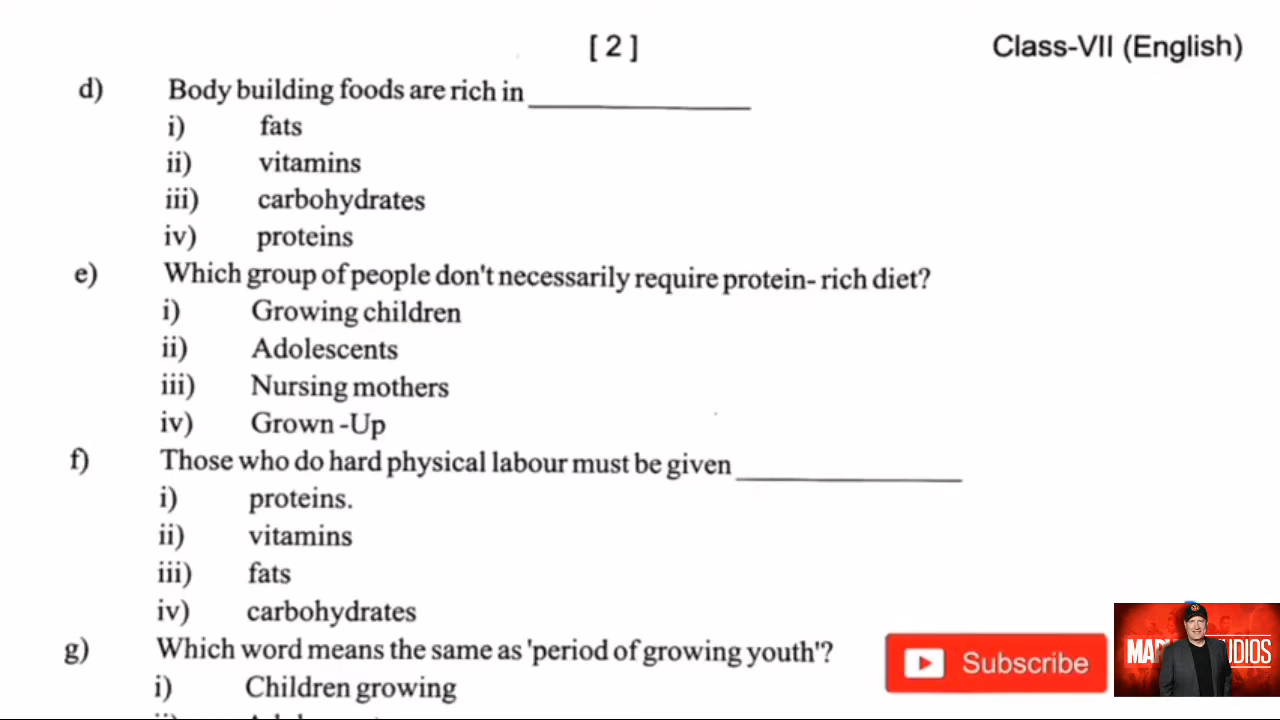 [ 2 ]
Class-VII (English)
d) Body building foods are rich in
i) fats
ii) vitamins
iii) carbohydrates
iv) proteins
e) Which group of people don't necessarily require protein- rich diet?
i) Growing children
ii) Adolescents
iii) Nursing mothers
iv) Grown -Up
f) Those who do hard physical labour must be given
i) proteins.
ii) vitamins
iii) fats
iv) carbohydrates
g) Which word means the same as 'period of growing youth'?
i) Children growing
Subscribe